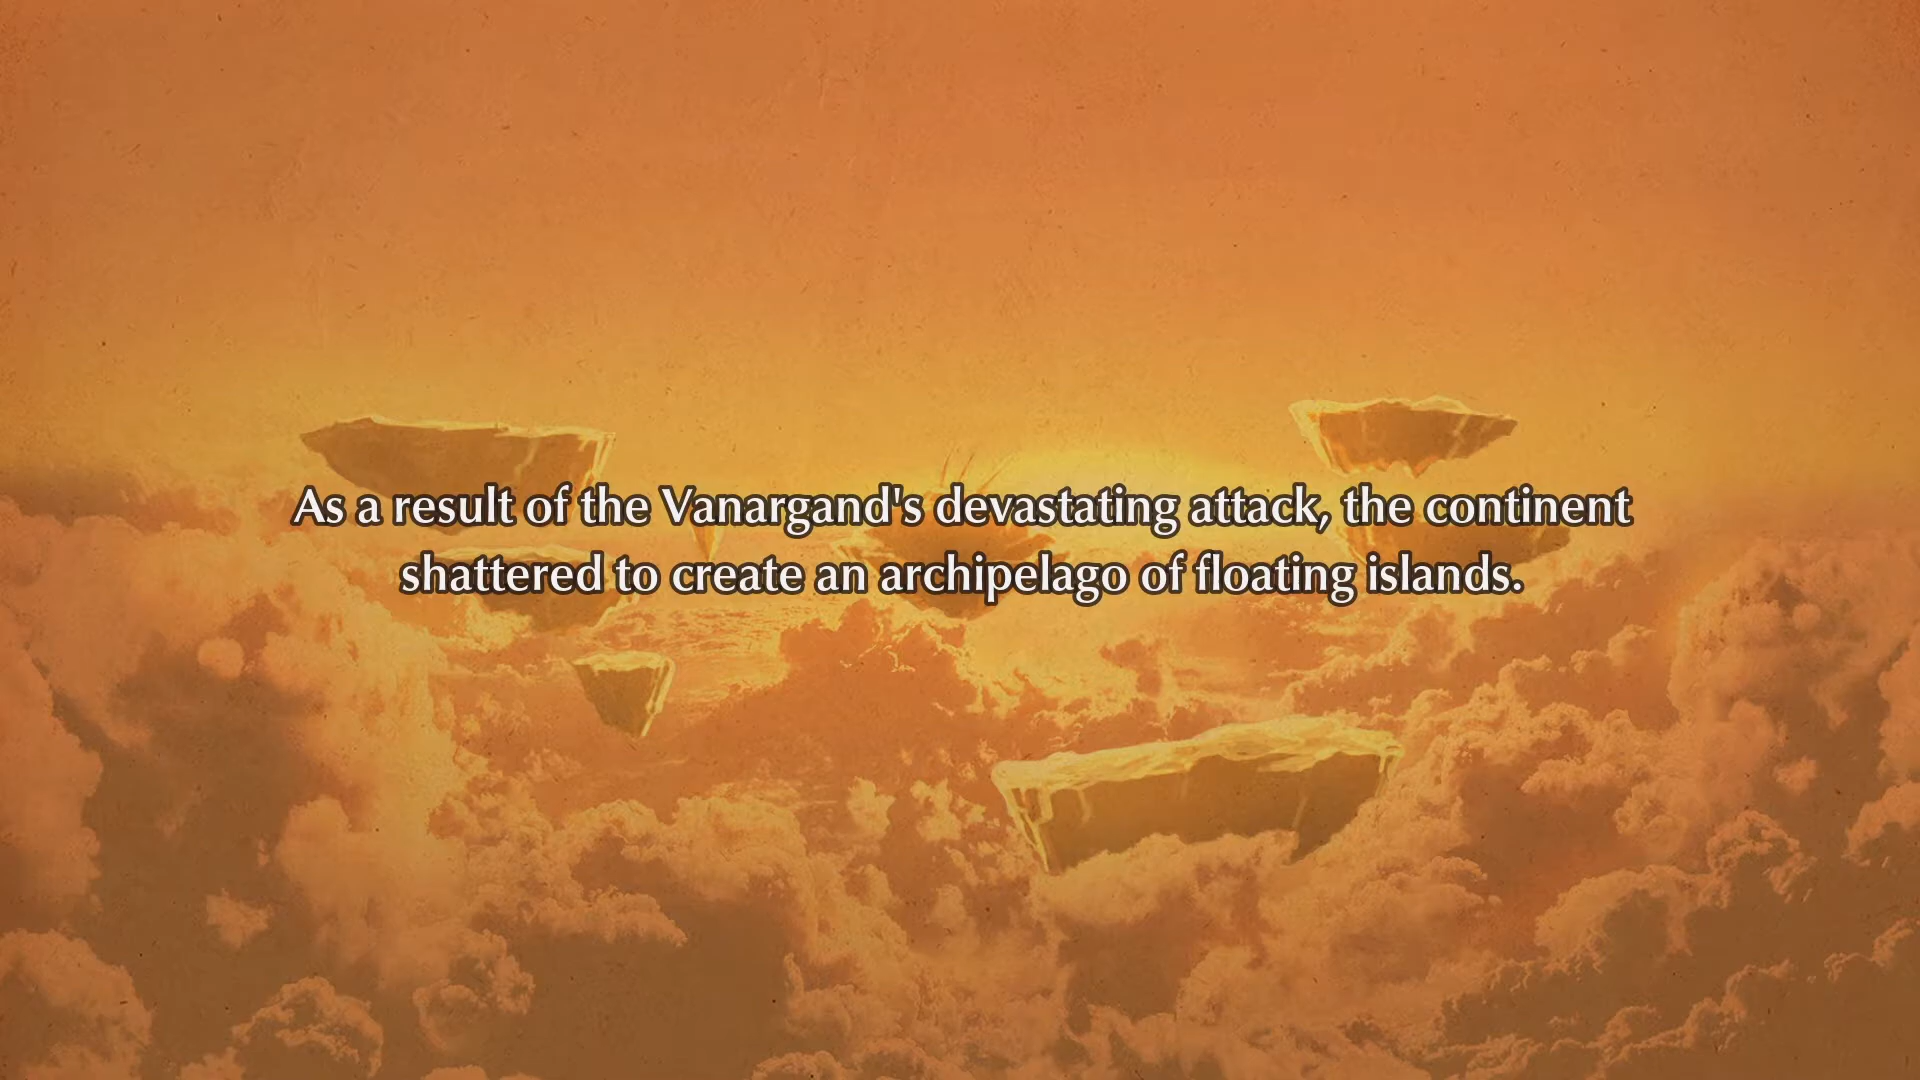 As a result of the Vanargand's devastating attack, the continent
shattered to create an archipelago of floating islands.